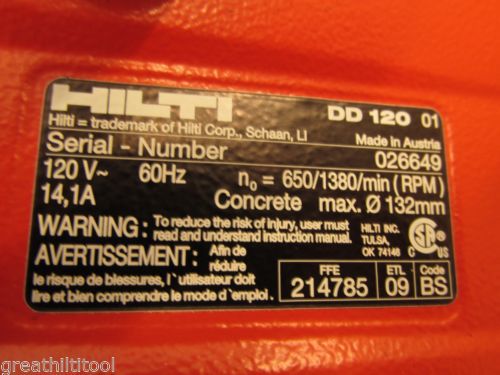 HILTI DD 120 01
Hilti = trademark of Hilti Corp., Schaan, LI Made in Austria
Serial - Number 026649
120 V~ 60Hz n₀ = 650/1380/min (RPM)
14,1A Concrete max. Ø 132mm
WARNING: To reduce the risk of injury, user must
read and understand instruction manual.
HILTI INC.
TULSA,
OK 74146
SA
C US
AVERTISSEMENT: Afin de
réduire
le risque de blessures, l`utilisateur doit
lire et bien comprendre le mode d`emploi.
FFE ETL Code
214785 09 BS
greathiltitool